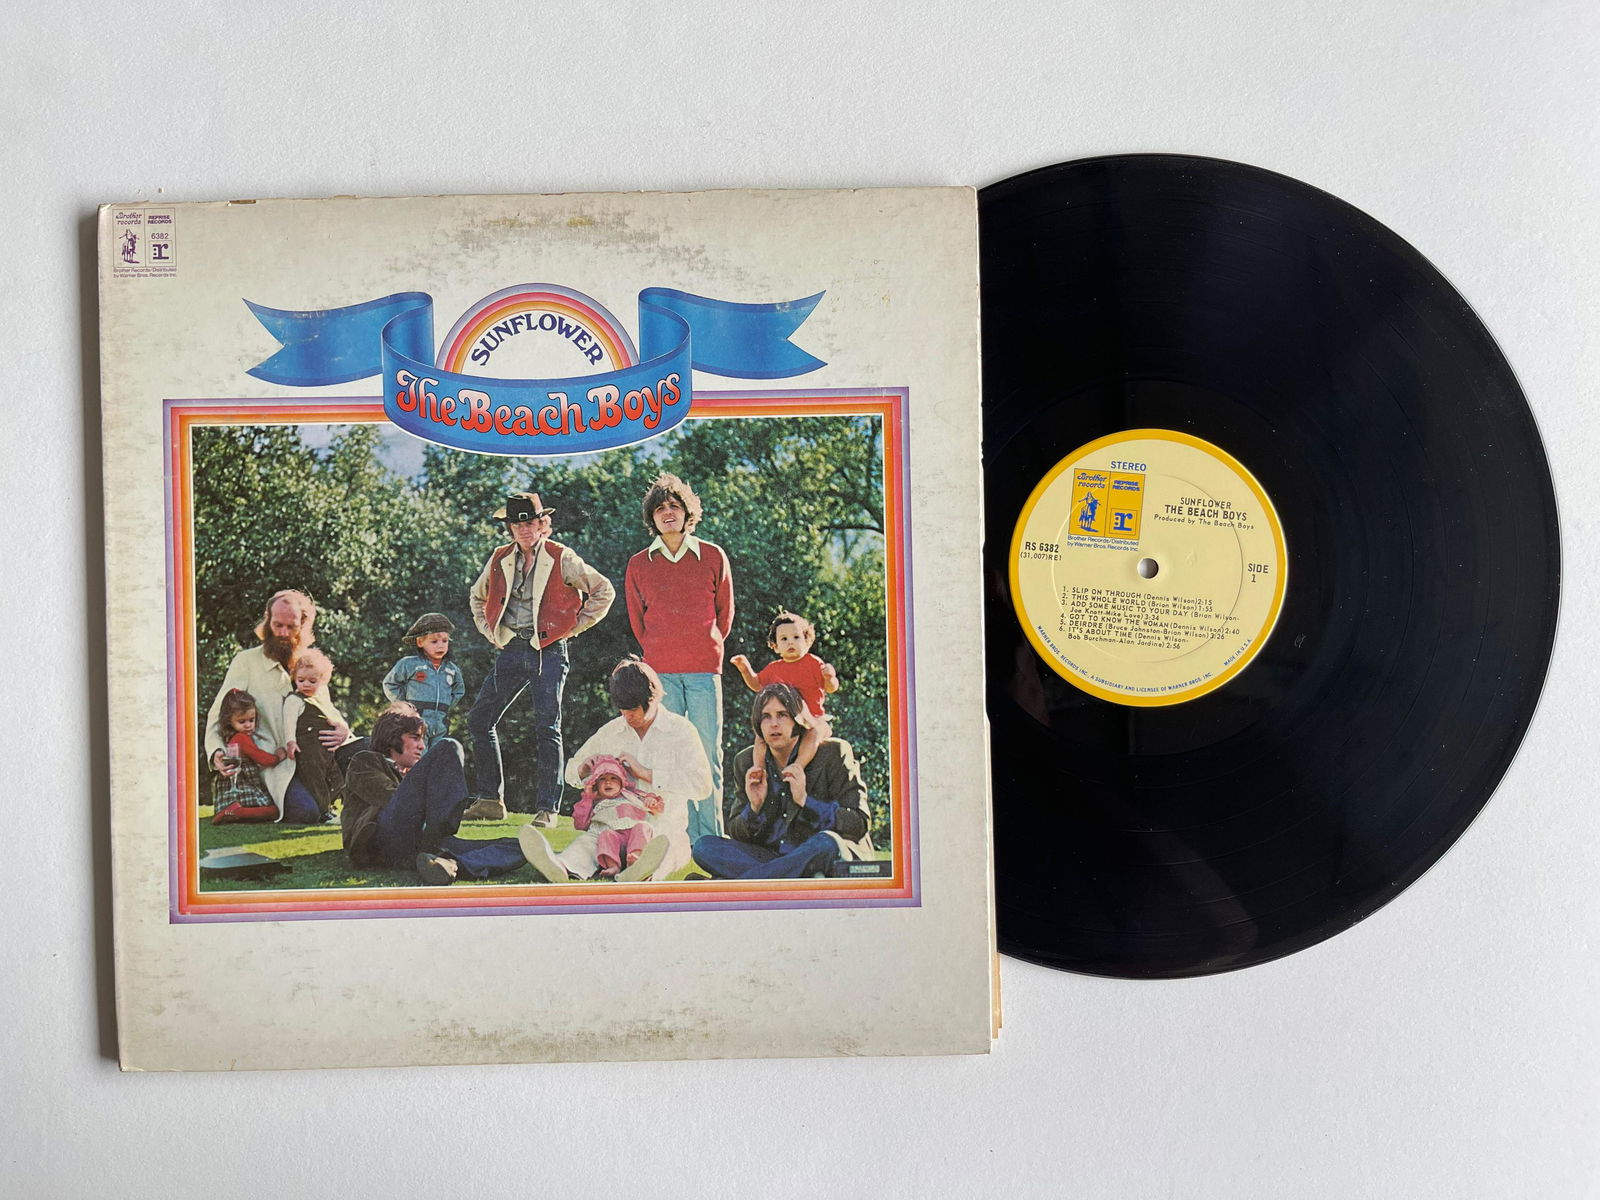 Brother
records
REPRISE
RECORDS
6382
r
Brother Records/Distributed
by Warner Bros. Records Inc.
SUNFLOWER
The Beach Boys
STEREO
Brother
records
REPRISE
RECORDS
r
Brother Records/Distributed
by Warner Bros. Records Inc.
SUNFLOWER
THE BEACH BOYS
Produced by The Beach Boys
RS 6382
(31,007)RE1
SIDE
1
1. SLIP ON THROUGH (Dennis Wilson) 2:15
2. THIS WHOLE WORLD (Brian Wilson) 1:55
3. ADD SOME MUSIC TO YOUR DAY (Brian Wilson-
Joe Knott-Mike Love) 3:34
4. GOT TO KNOW THE WOMAN (Dennis Wilson) 2:40
5. DEIRDRE (Bruce Johnston-Brian Wilson) 3:26
6. IT'S ABOUT TIME (Dennis Wilson-
Bob Burchman-Alan Jardine) 2:56
WARNER BROS. RECORDS INC., A SUBSIDIARY AND LICENSEE OF WARNER BROS. INC.
MADE IN U.S.A.